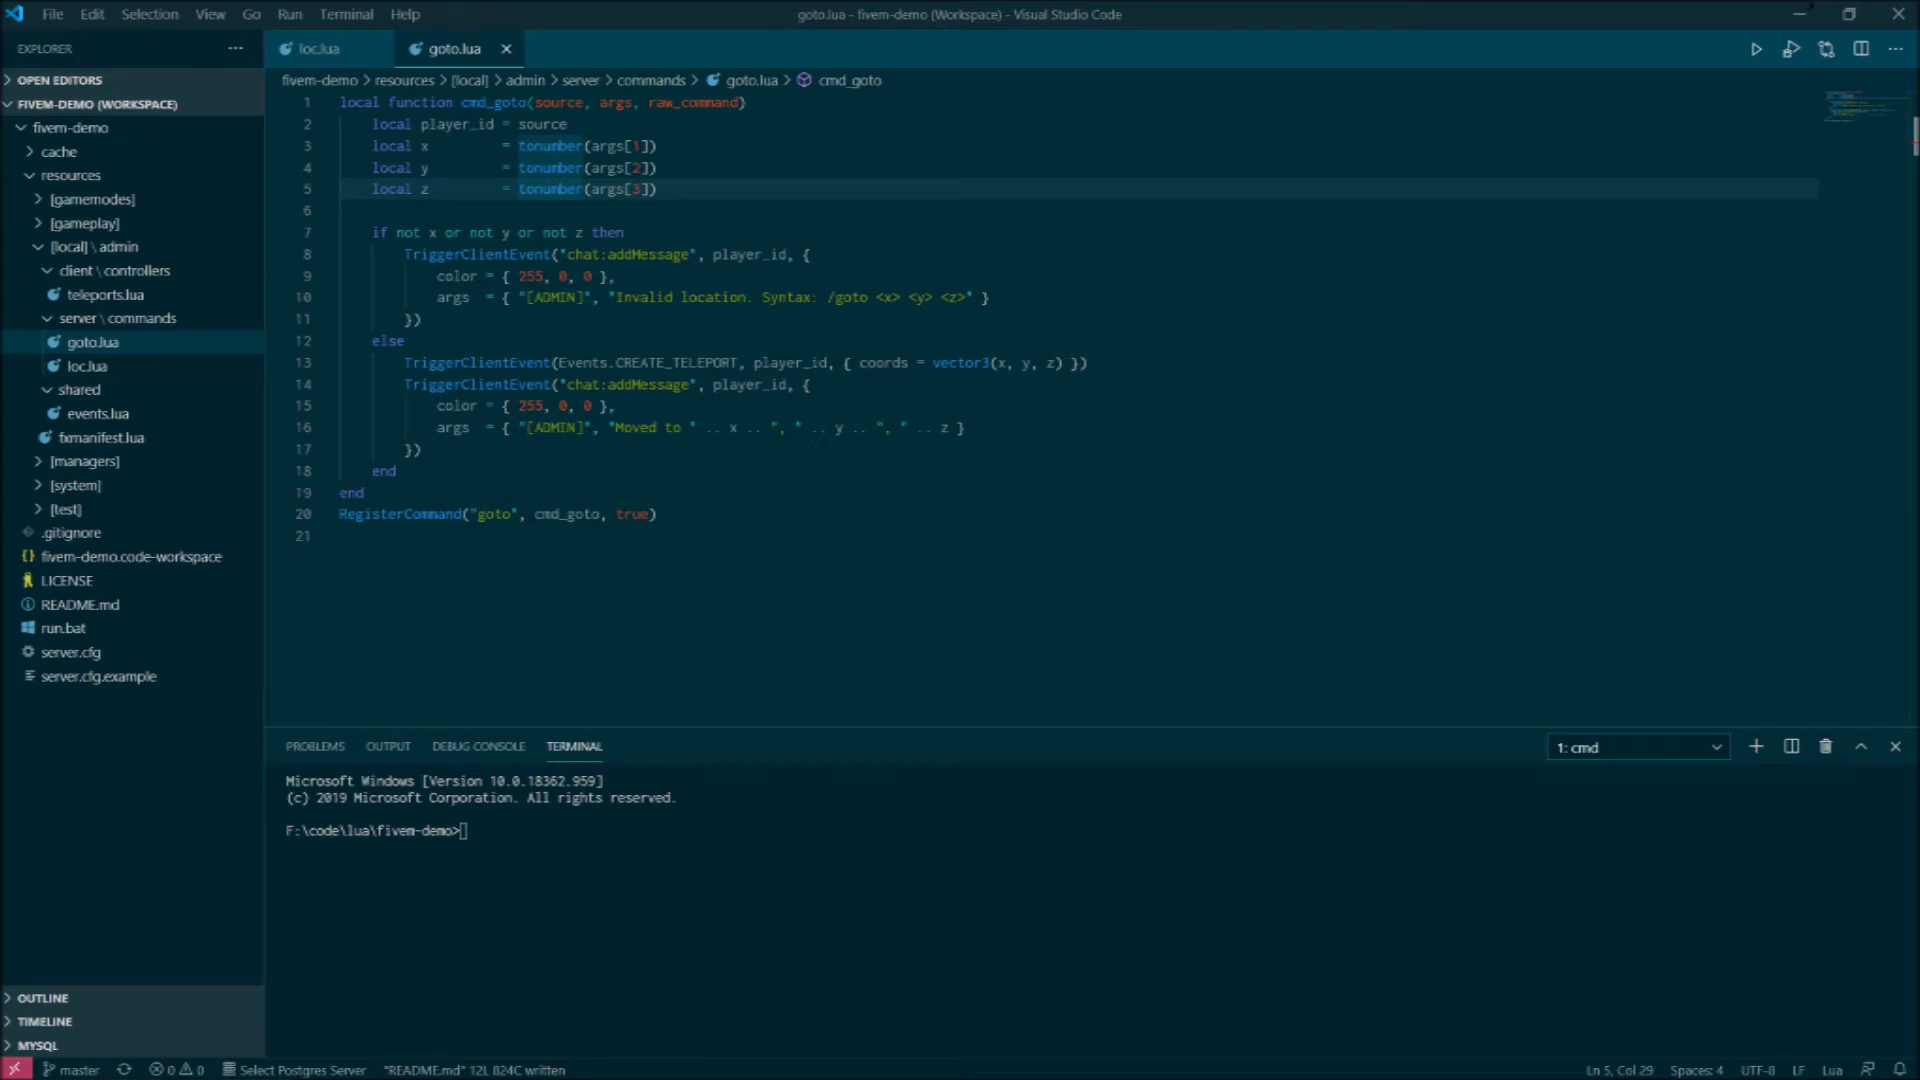 File Edit Selection View Go Run Terminal Help
goto.lua - fivem-demo (Workspace) - Visual Studio Code
EXPLORER ···
OPEN EDITORS
FIVEM-DEMO (WORKSPACE)
fivem-demo
cache
resources
[gamemodes]
[gameplay]
[local] \ admin
client \ controllers
teleports.lua
server \ commands
goto.lua
loc.lua
shared
events.lua
fxmanifest.lua
[managers]
[system]
[test]
.gitignore
{} fivem-demo.code-workspace
LICENSE
README.md
run.bat
server.cfg
server.cfg.example
OUTLINE
TIMELINE
MYSQL
loc.lua goto.lua
fivem-demo > resources > [local] > admin > server > commands > goto.lua > cmd_goto
1 local function cmd_goto(source, args, raw_command)
2 local player_id = source
3 local x = tonumber(args[1])
4 local y = tonumber(args[2])
5 local z = tonumber(args[3])
6
7 if not x or not y or not z then
8 TriggerClientEvent("chat:addMessage", player_id, {
9 color = { 255, 0, 0 },
10 args = { "[ADMIN]", "Invalid location. Syntax: /goto <x> <y> <z>" }
11 })
12 else
13 TriggerClientEvent(Events.CREATE_TELEPORT, player_id, { coords = vector3(x, y, z) })
14 TriggerClientEvent("chat:addMessage", player_id, {
15 color = { 255, 0, 0 },
16 args = { "[ADMIN]", "Moved to " .. x .. ", " .. y .. ", " .. z }
17 })
18 end
19 end
20 RegisterCommand("goto", cmd_goto, true)
21
PROBLEMS OUTPUT DEBUG CONSOLE TERMINAL
1: cmd
Microsoft Windows [Version 10.0.18362.959]
(c) 2019 Microsoft Corporation. All rights reserved.
F:\code\lua\fivem-demo>
master 0 0 Select Postgres Server "README.md" 12L 824C written
Ln 5, Col 29 Spaces: 4 UTF-8 LF Lua